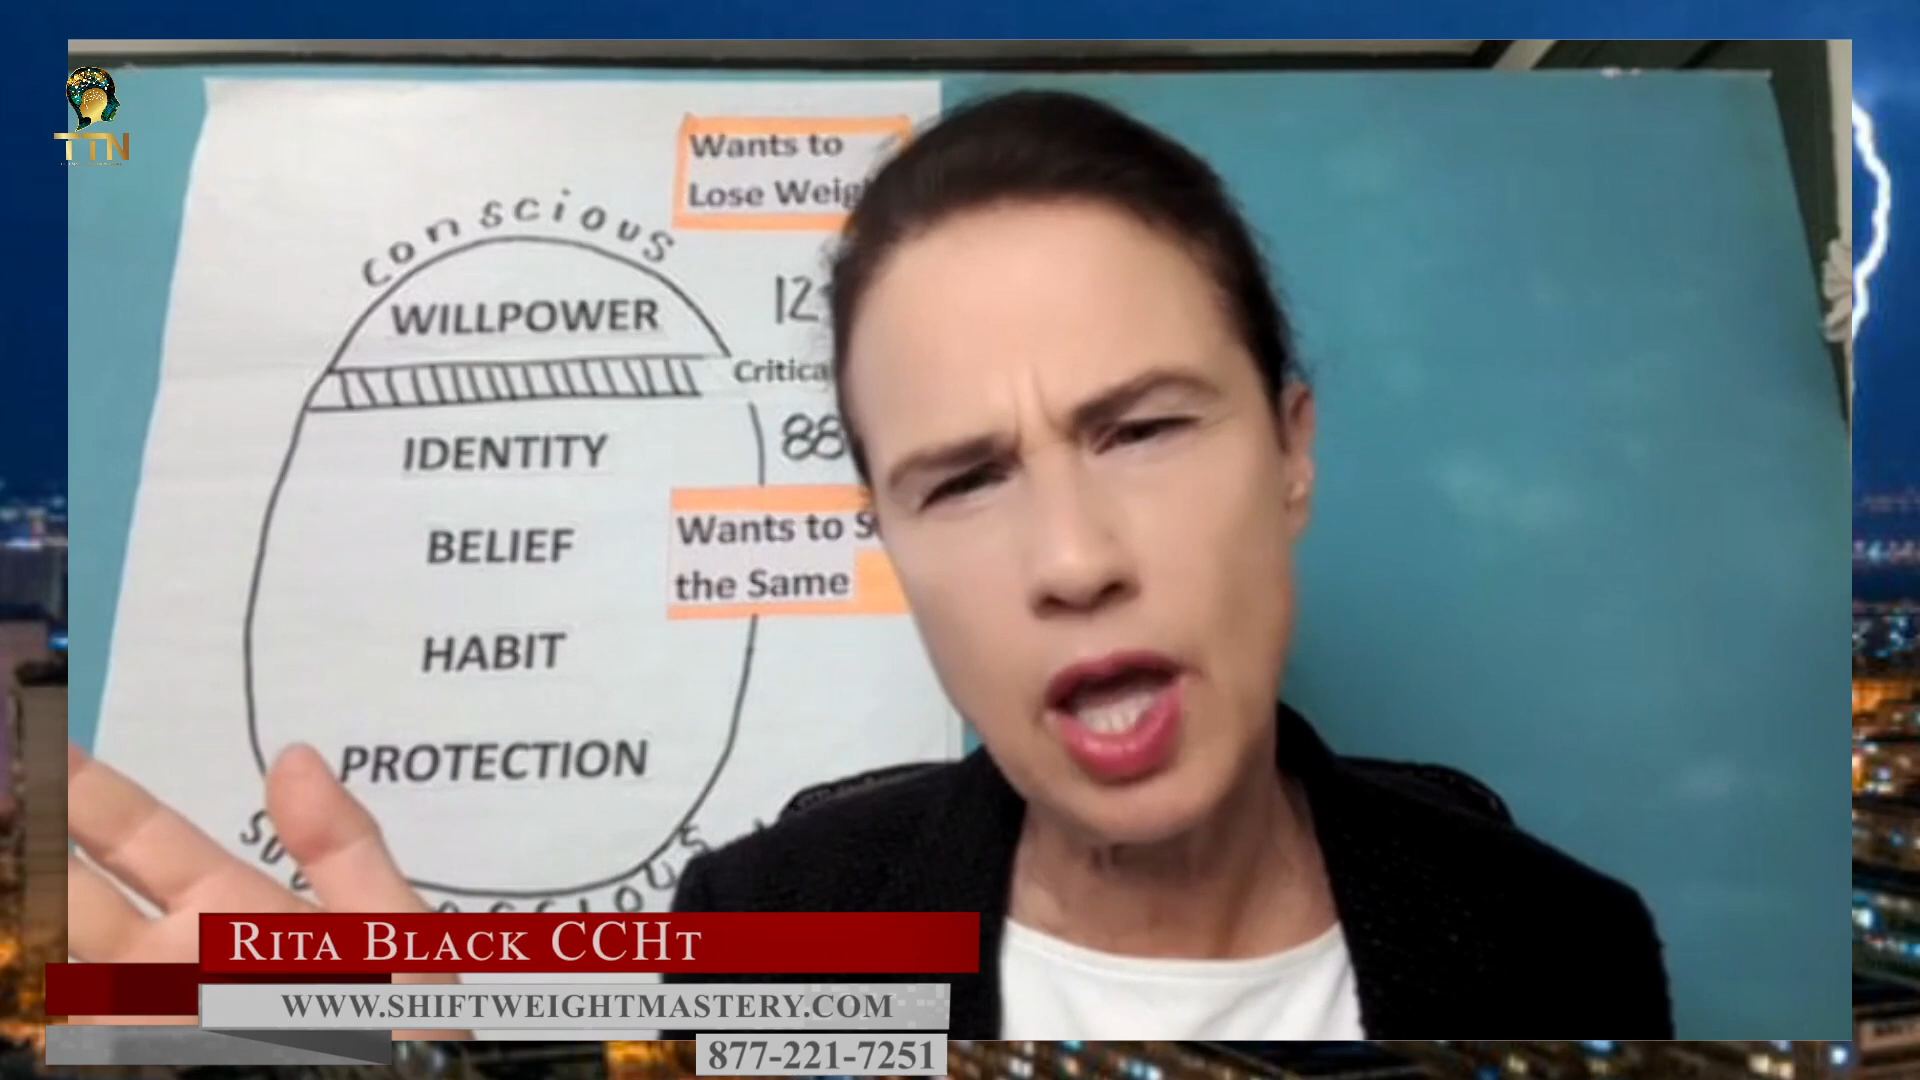 TTN
Wants to
Lose Weig
Conscious
WILLPOWER
12
Critica
IDENTITY
88
BELIEF
Wants to S
the Same
HABIT
PROTECTION
RITA BLACK CCHT
WWW.SHIFTWEIGHTMASTERY.COM
877-221-7251